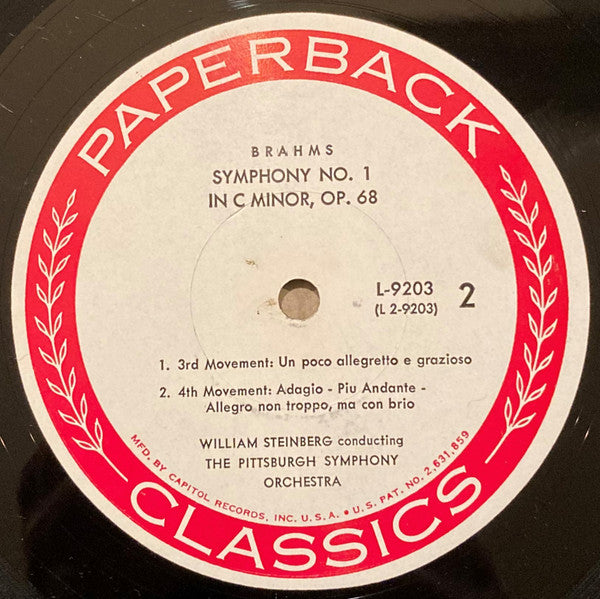 PAPERBACK
BRAHMS
SYMPHONY NO. 1
IN C MINOR, OP. 68
L-9203 2
(L 2-9203)
1. 3rd Movement: Un poco allegretto e grazioso
2. 4th Movement: Adagio - Piu Andante -
Allegro non troppo, ma con brio
WILLIAM STEINBERG conducting
THE PITTSBURGH SYMPHONY
ORCHESTRA
MFD. BY CAPITOL RECORDS, INC. U.S.A. • U.S. PAT. NO. 2,631,859
CLASSICS